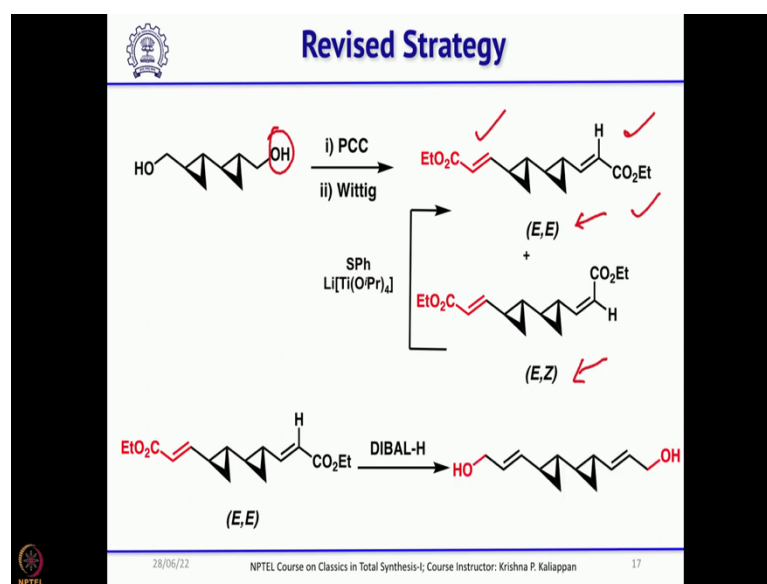 Revised Strategy
HO
OH
i) PCC
ii) Wittig
EtO₂C
H
CO₂Et
(E,E)
+
SPh
Li[Ti(OⁱPr)₄]
EtO₂C
CO₂Et
H
(E,Z)
EtO₂C
H
CO₂Et
(E,E)
DIBAL-H
HO
OH
28/06/22
NPTEL Course on Classics in Total Synthesis-I; Course Instructor: Krishna P. Kaliappan
17
NPTEL